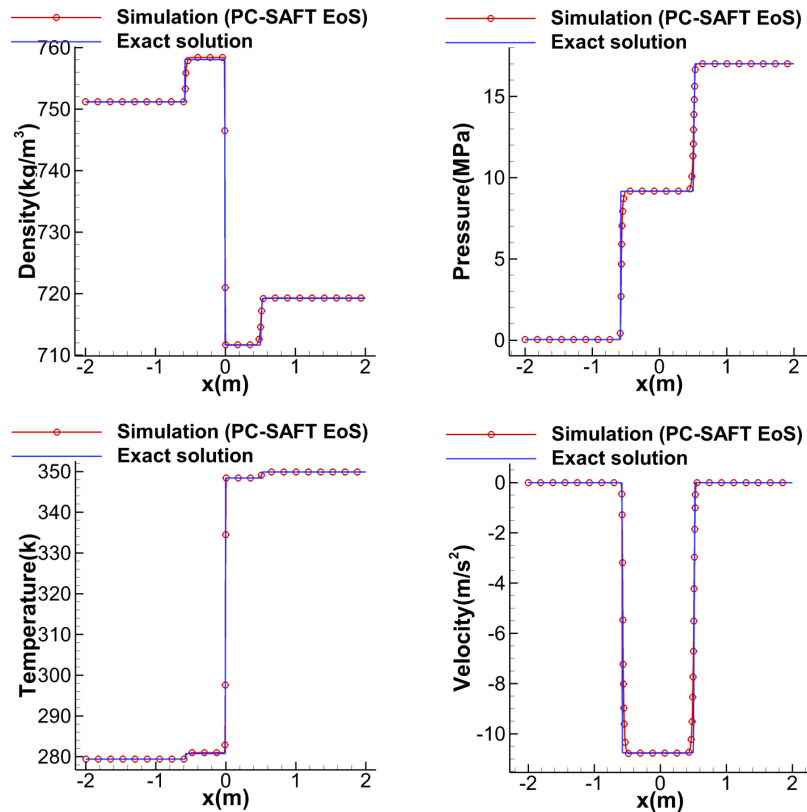 Simulation (PC-SAFT EoS)
Exact solution
760
750
740
730
720
710
Density(kg/m³)
-2 -1 0 1 2
x(m)
Simulation (PC-SAFT EoS)
Exact solution
15
10
5
0
Pressure(MPa)
-2 -1 0 1 2
x(m)
Simulation (PC-SAFT EoS)
Exact solution
350
340
330
320
310
300
290
280
Temperature(k)
-2 -1 0 1 2
x(m)
Simulation (PC-SAFT EoS)
Exact solution
0
-2
-4
-6
-8
-10
Velocity(m/s²)
-2 -1 0 1 2
x(m)